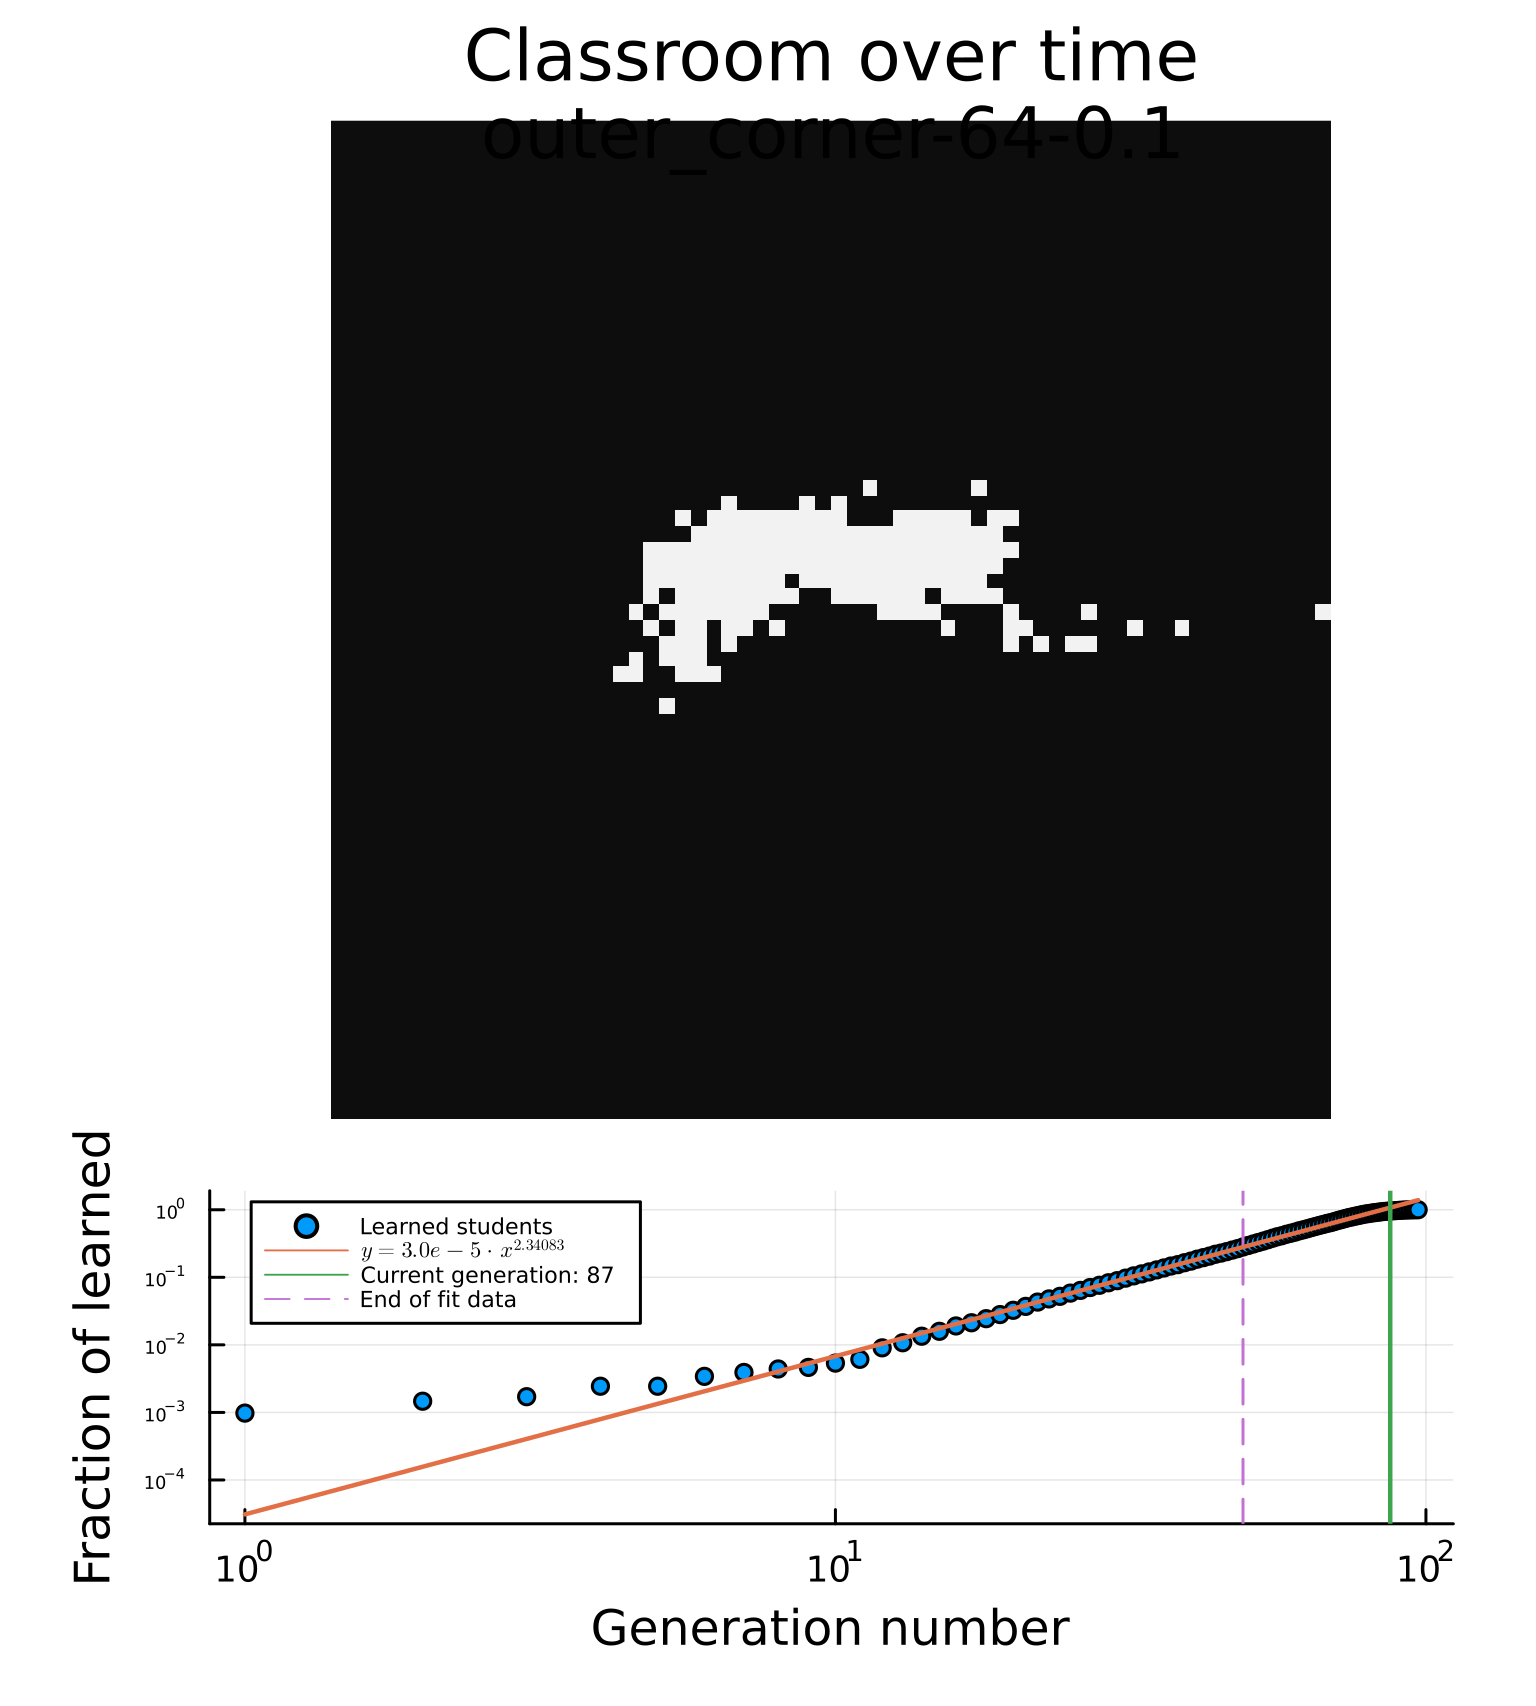 Classroom over time
outer_corner-64-0.1
Fraction of learned
10^0
10^-1
10^-2
10^-3
10^-4
Learned students
y = 3.0e − 5 · x^2.34083
Current generation: 87
End of fit data
10^0 10^1 10^2
Generation number